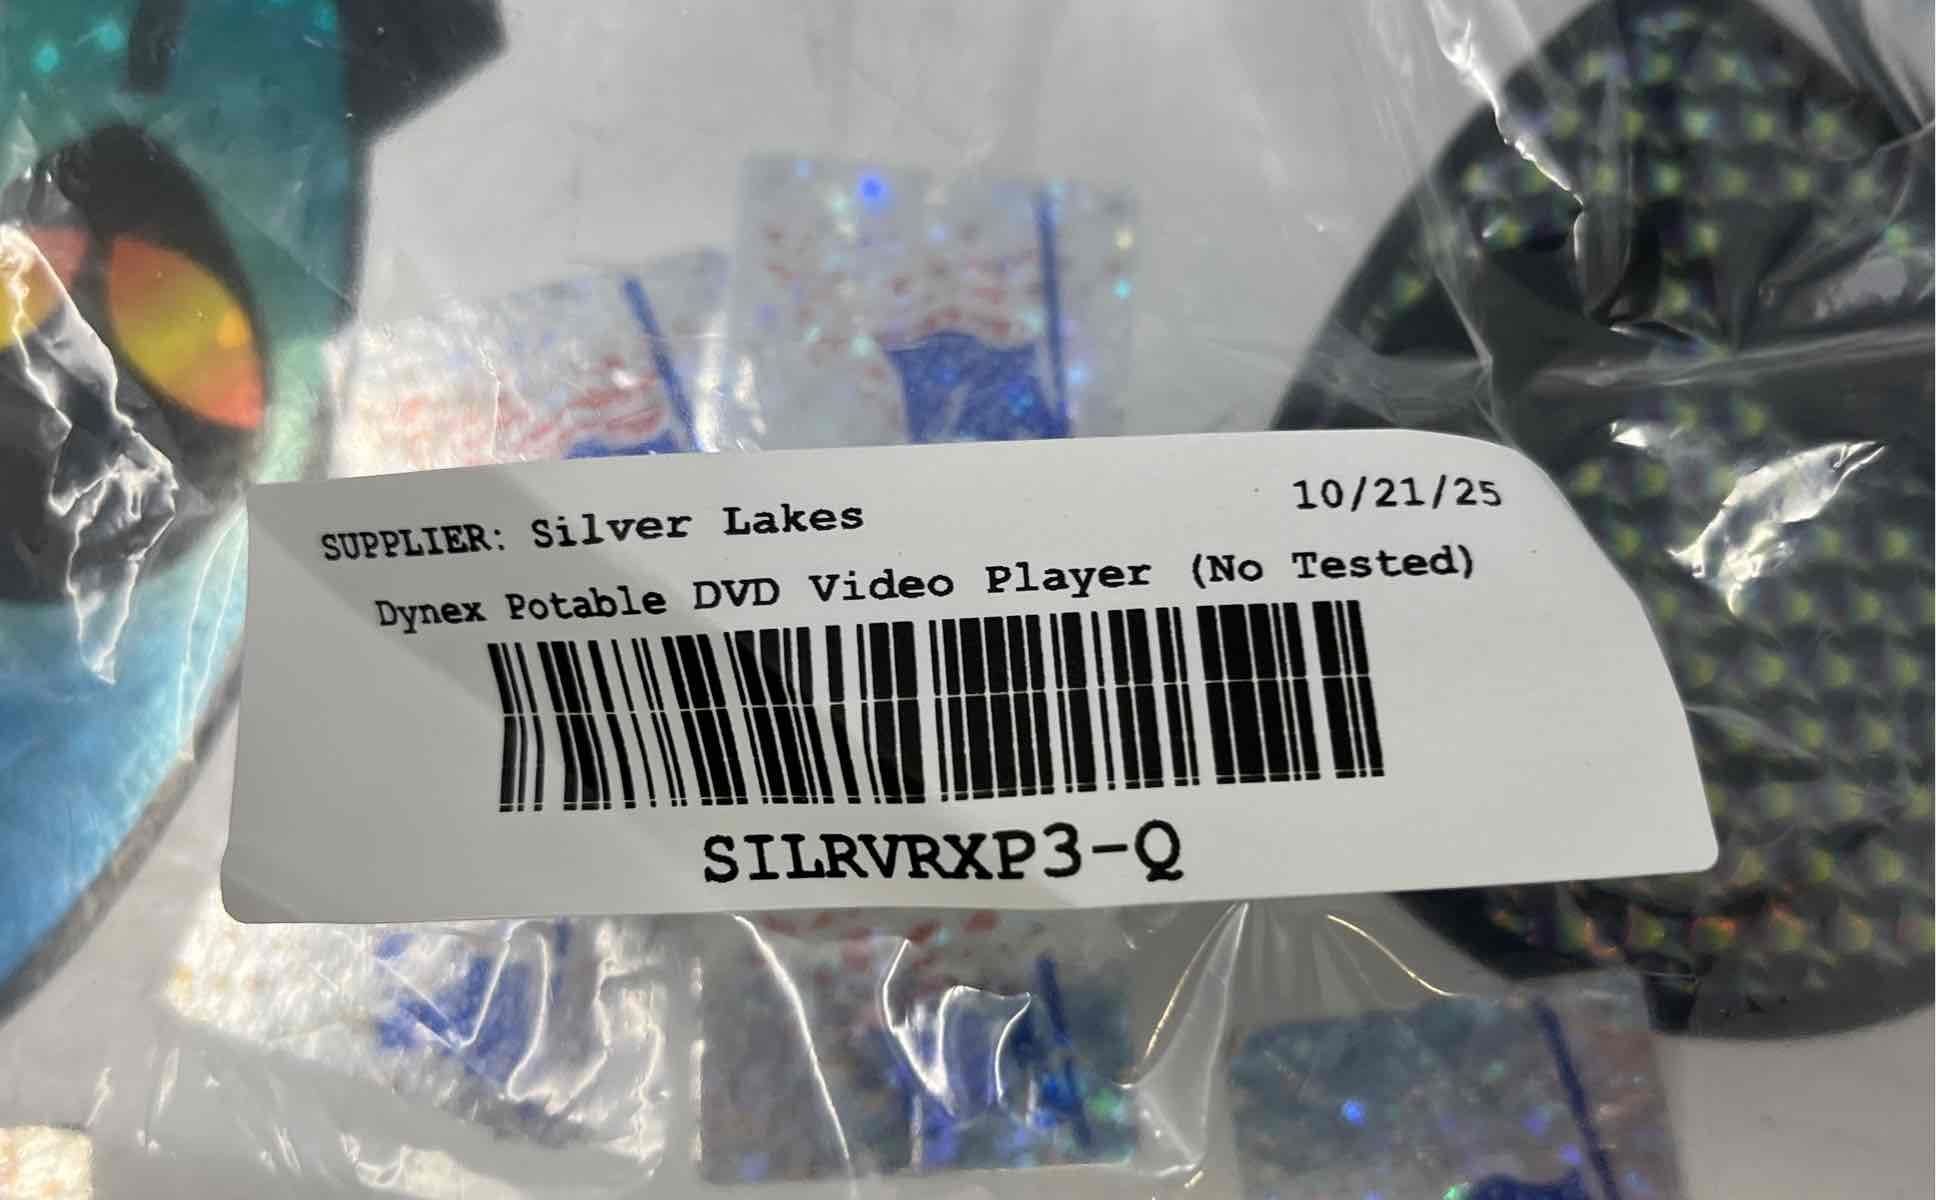 SUPPLIER: Silver Lakes 10/21/25
Dynex Potable DVD Video Player (No Tested)
SILRVRXP3-Q